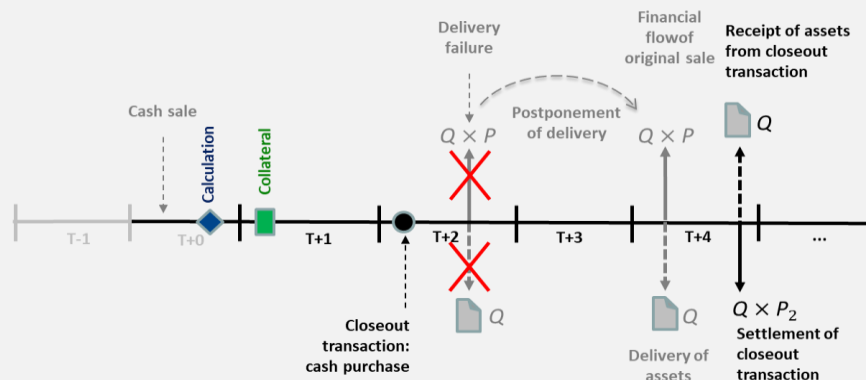 Delivery
failure
Financial
flowof
original sale
Receipt of assets
from closeout
transaction
Cash sale
Calculation
Collateral
Postponement
of delivery
Q × P
Q × P
Q
T-1
T+0
T+1
T+2
T+3
T+4
...
Q
Q
Q × P₂
Closeout
transaction:
cash purchase
Delivery of
assets
Settlement of
closeout
transaction